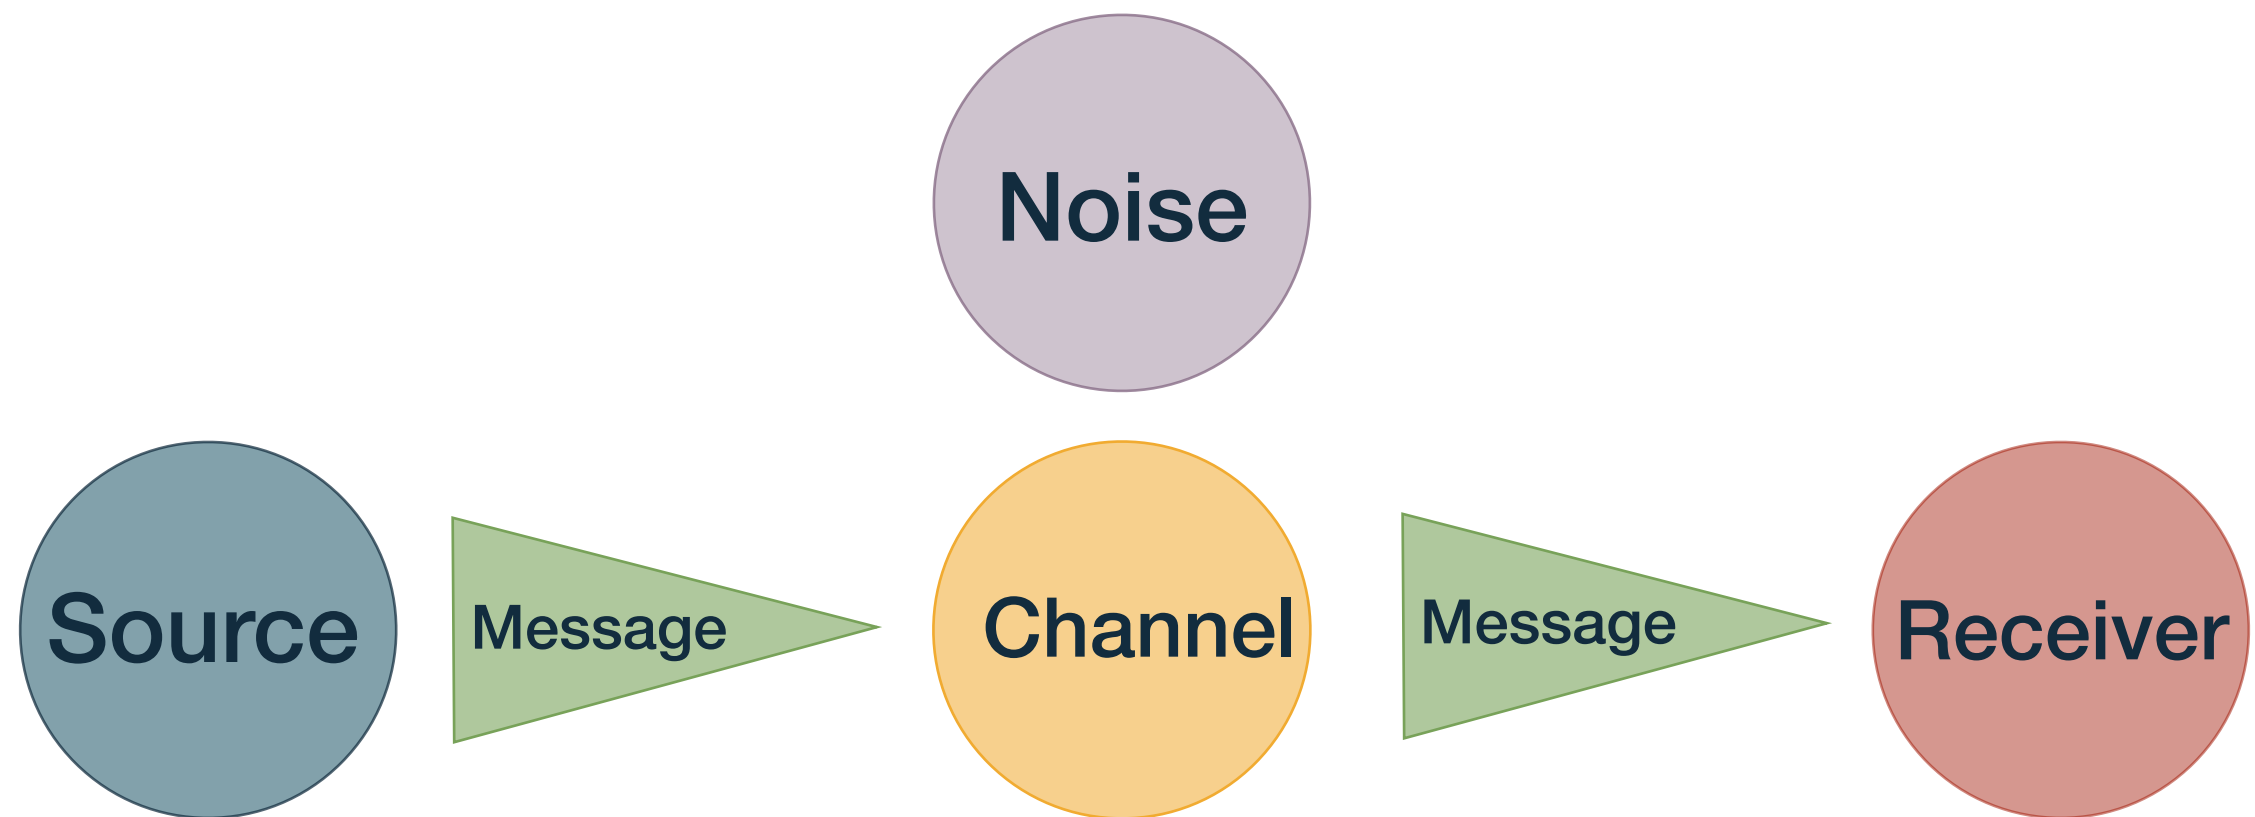 Noise
Source
Message
Channel
Message
Receiver